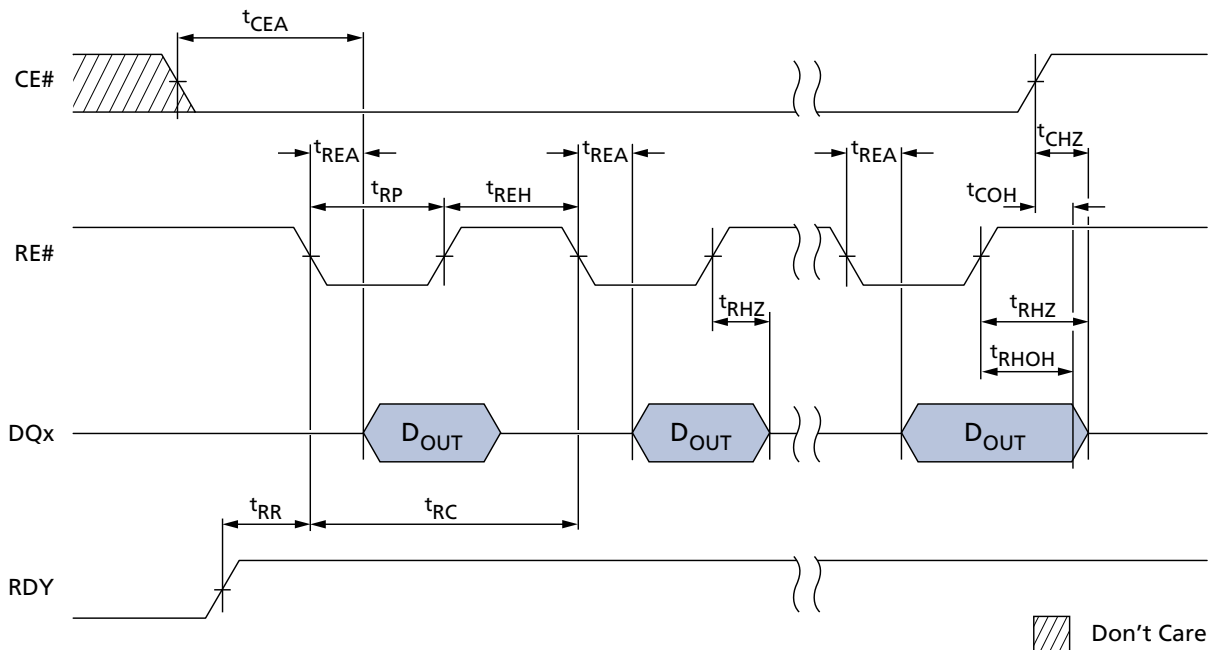 tCEA
CE#
tCHZ
tREA tREA tREA
tCOH
tRP tREH
RE#
tRHZ tRHZ
tRHOH
DQx DOUT DOUT DOUT
tRR tRC
RDY
Don't Care